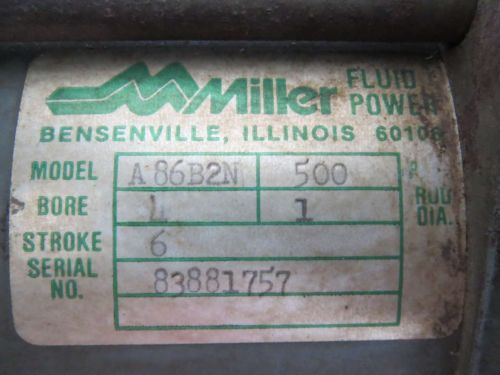 Miller FLUID POWER
BENSENVILLE, ILLINOIS 60106
MODEL A86B2N 500
BORE 4 1 ROD DIA.
STROKE 6
SERIAL NO. 83881757